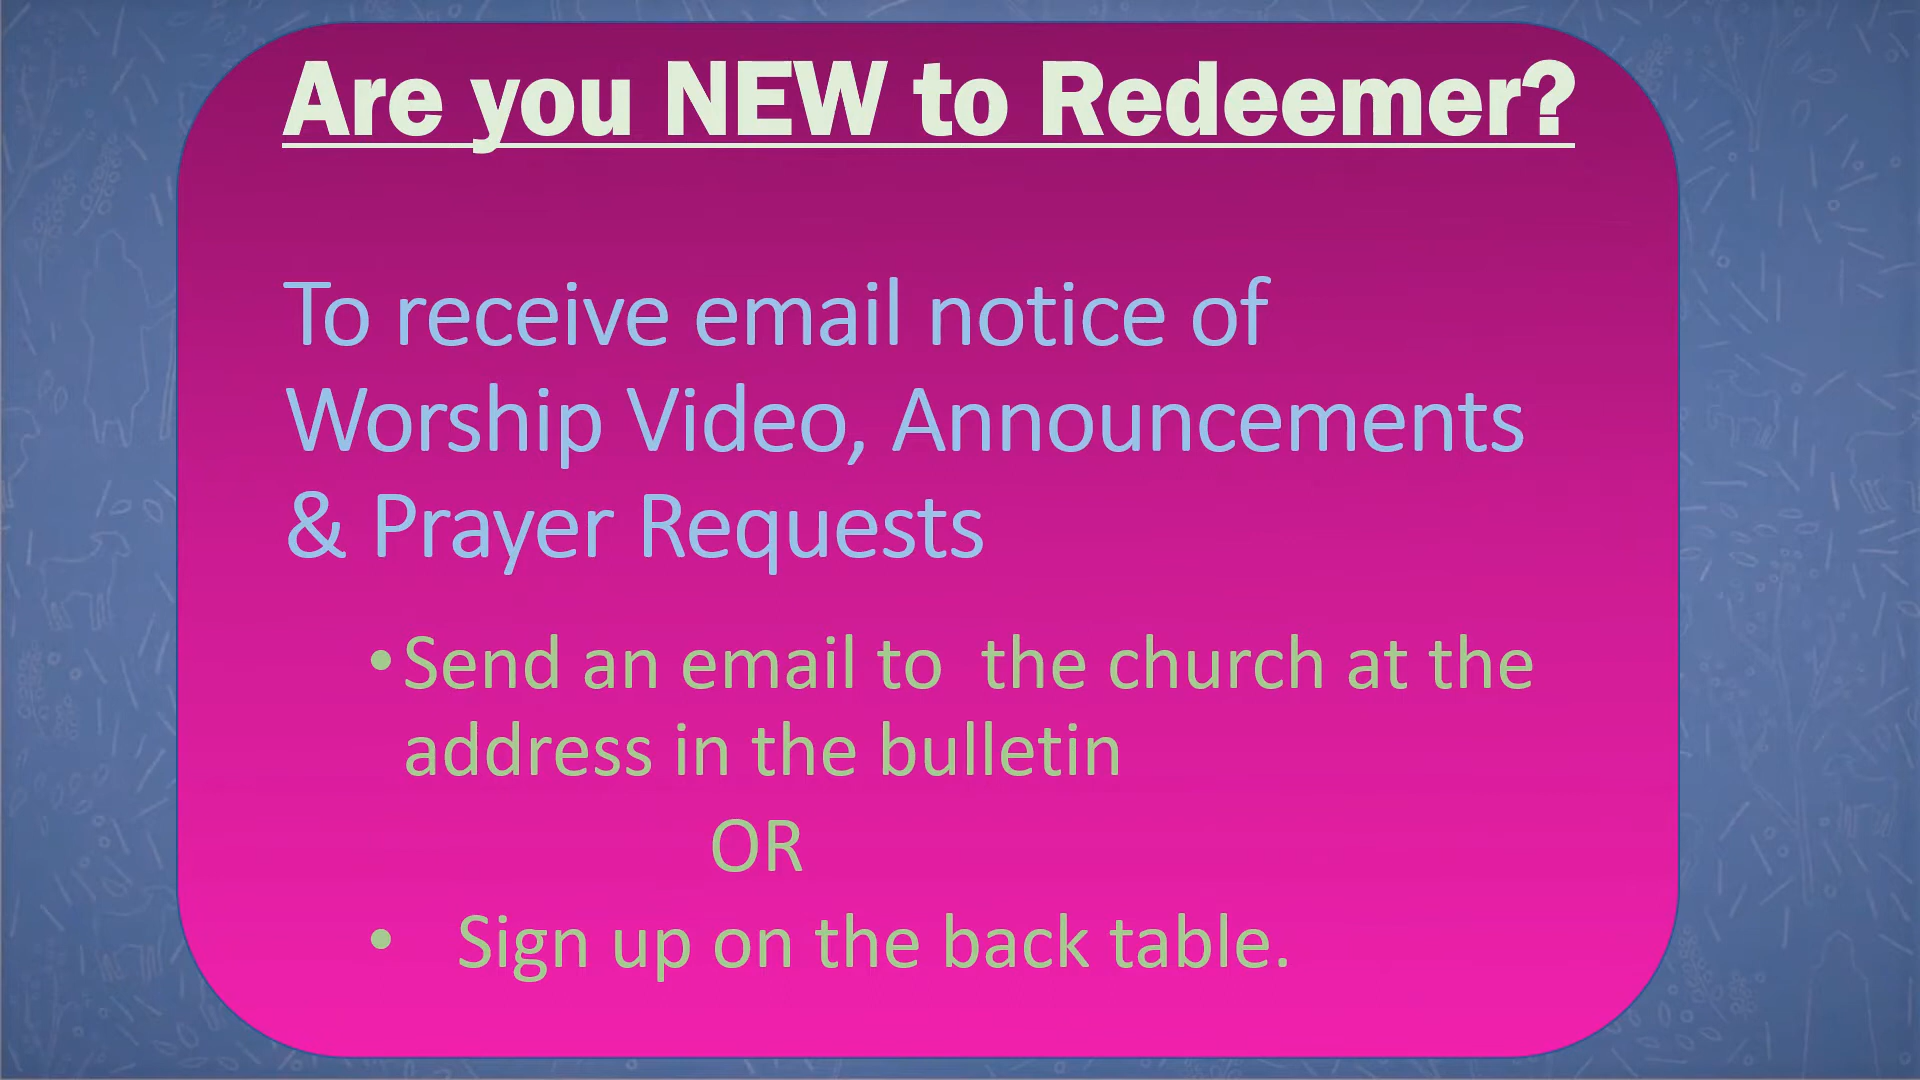 Are you NEW to Redeemer?
To receive email notice of
Worship Video, Announcements
& Prayer Requests
•Send an email to  the church at the
address in the bulletin
OR
•   Sign up on the back table.